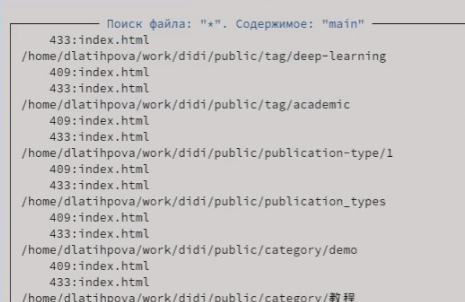 Поиск файла: "*". Содержимое: "main"
433:index.html
/home/dlatihpova/work/didi/public/tag/deep-learning
409:index.html
433:index.html
/home/dlatihpova/work/didi/public/tag/academic
409:index.html
433:index.html
/home/dlatihpova/work/didi/public/publication-type/1
409:index.html
433:index.html
/home/dlatihpova/work/didi/public/publication_types
409:index.html
433:index.html
/home/dlatihpova/work/didi/public/category/demo
409:index.html
433:index.html
/home/dlatihpova/work/didi/public/category/教程